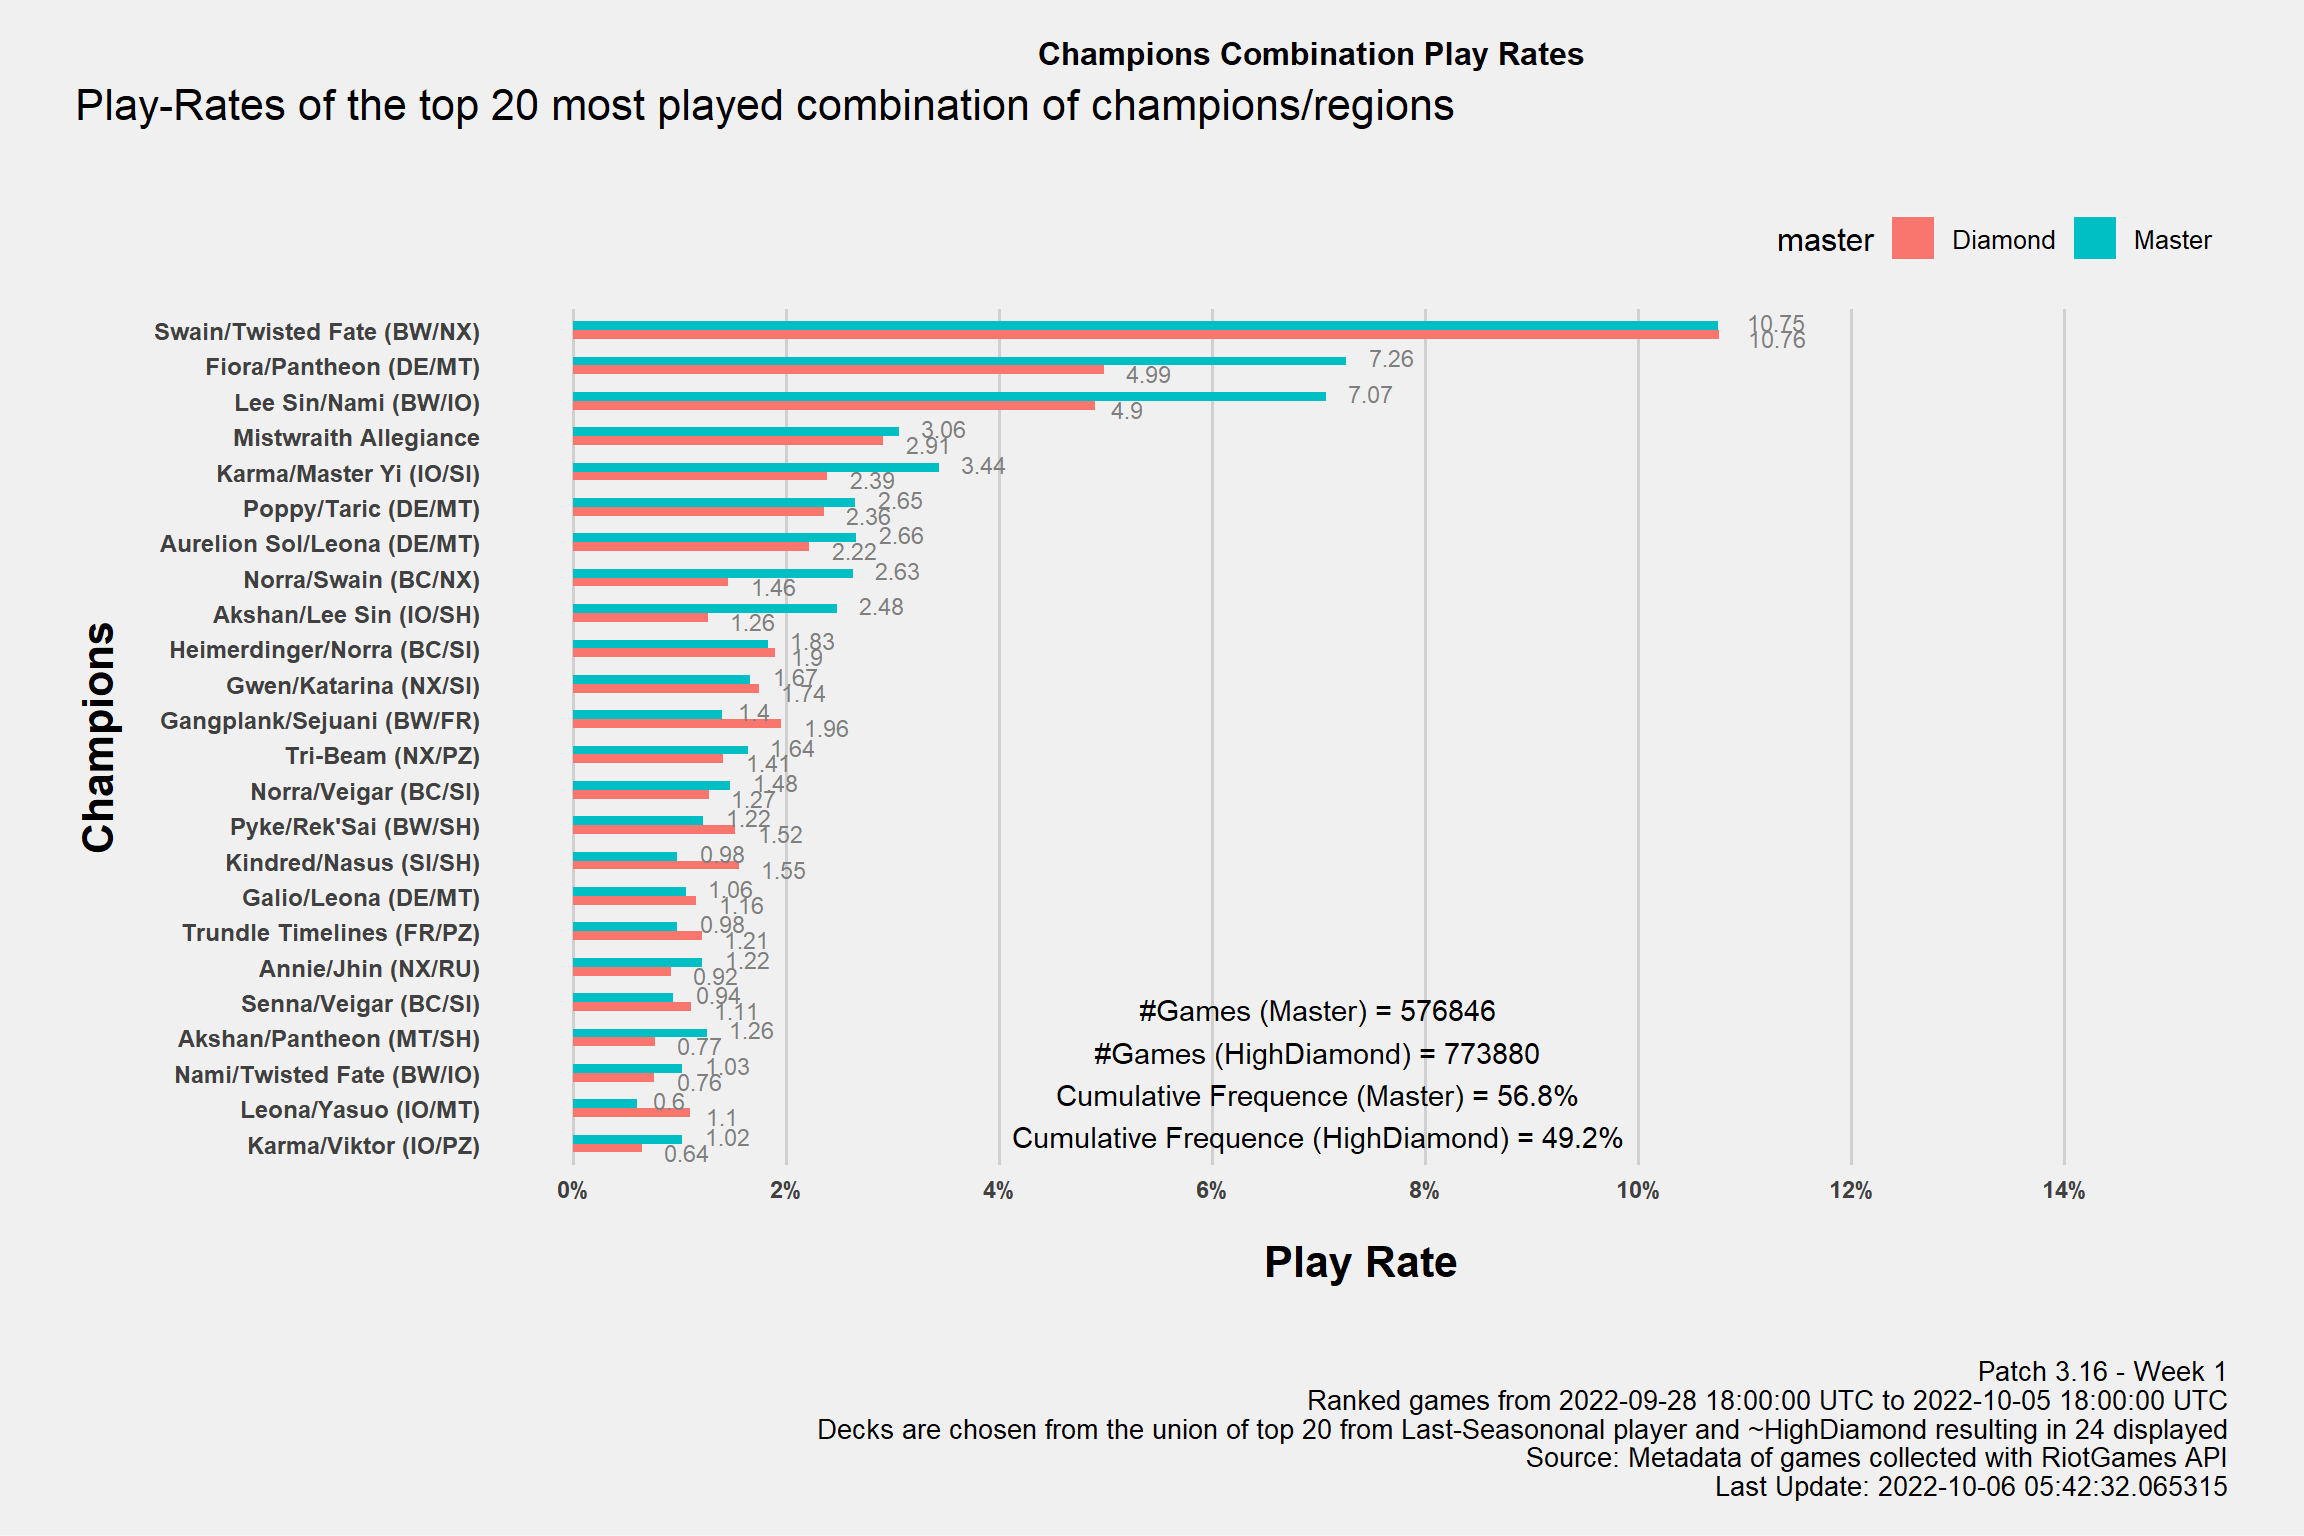 Champions Combination Play Rates
Play-Rates of the top 20 most played combination of champions/regions
master Diamond Master
Swain/Twisted Fate (BW/NX) 10.75
10.76
Fiora/Pantheon (DE/MT) 7.26
4.99
Lee Sin/Nami (BW/IO) 7.07
4.9
Mistwraith Allegiance 3.06
2.91
Karma/Master Yi (IO/SI) 3.44
2.39
Poppy/Taric (DE/MT) 2.65
2.36
Aurelion Sol/Leona (DE/MT) 2.66
2.22
Norra/Swain (BC/NX) 2.63
1.46
Akshan/Lee Sin (IO/SH) 2.48
1.26
Heimerdinger/Norra (BC/SI) 1.83
1.9
Gwen/Katarina (NX/SI) 1.67
1.74
Gangplank/Sejuani (BW/FR) 1.4
1.96
Tri-Beam (NX/PZ) 1.64
1.41
Norra/Veigar (BC/SI) 1.48
1.27
Pyke/Rek'Sai (BW/SH) 1.22
1.52
Kindred/Nasus (SI/SH) 0.98
1.55
Galio/Leona (DE/MT) 1.06
1.16
Trundle Timelines (FR/PZ) 0.98
1.21
Annie/Jhin (NX/RU) 1.22
0.92
Senna/Veigar (BC/SI) 0.94
1.11
Akshan/Pantheon (MT/SH) 1.26
0.77
Nami/Twisted Fate (BW/IO) 1.03
0.76
Leona/Yasuo (IO/MT) 0.6
1.1
Karma/Viktor (IO/PZ) 1.02
0.64
Champions
#Games (Master) = 576846
#Games (HighDiamond) = 773880
Cumulative Frequence (Master) = 56.8%
Cumulative Frequence (HighDiamond) = 49.2%
0% 2% 4% 6% 8% 10% 12% 14%
Play Rate
Patch 3.16 - Week 1
Ranked games from 2022-09-28 18:00:00 UTC to 2022-10-05 18:00:00 UTC
Decks are chosen from the union of top 20 from Last-Seasononal player and ~HighDiamond resulting in 24 displayed
Source: Metadata of games collected with RiotGames API
Last Update: 2022-10-06 05:42:32.065315